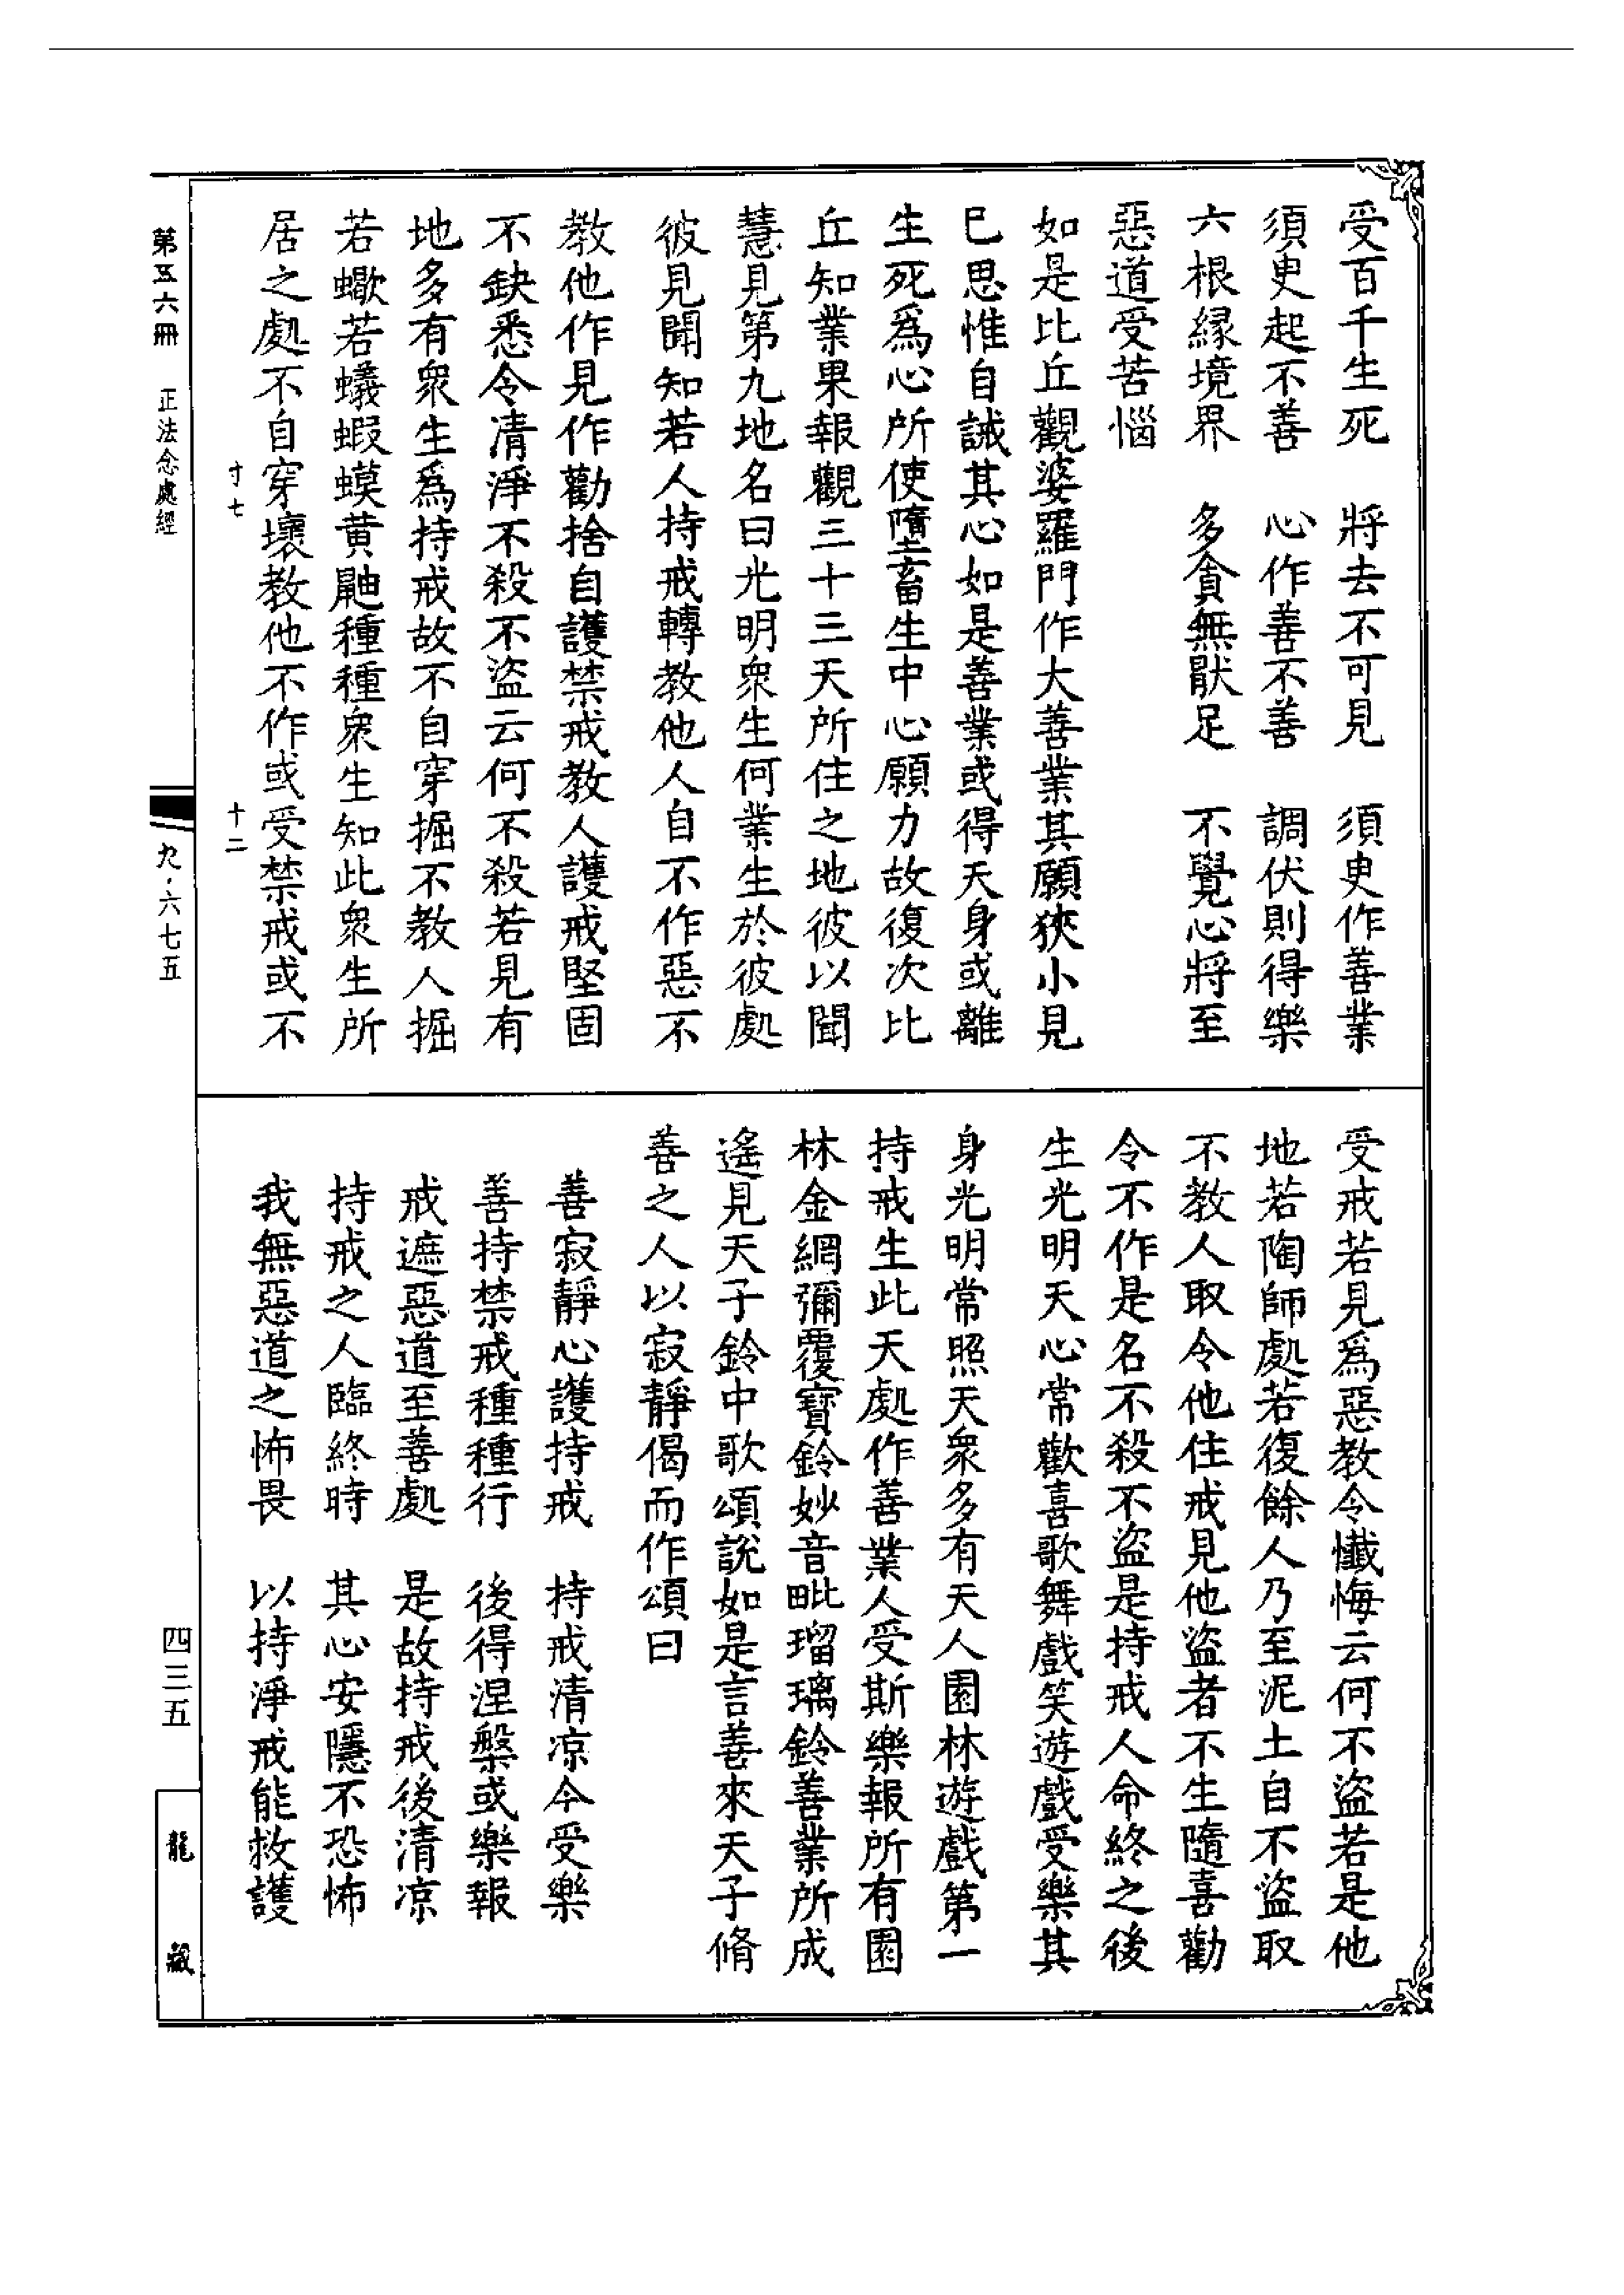 受百千生死　將去不可見　須臾作善業
須臾起不善　心作善不善　調伏則得樂
六根緣境界　多貪無猒足　不覺心將至
惡道受苦惱
如是比丘觀婆羅門作大善業其願狹小見
已思惟自誡其心如是善業或得天身或離
生死爲心所使墮畜生中心願力故復次比
丘知業果報觀三十三天所住之地彼以聞
慧見第九地名曰光明衆生何業生於彼處
彼見聞知若人持戒轉教他人自不作惡不
教他作見作勸捨自護禁戒教人護戒堅固
不缺悉令清淨不殺不盜云何不殺若見有
地多有衆生爲持戒故不自穿掘不教人掘
若蠍若蟻蝦蟆黄鼬種種衆生知此衆生所
居之處不自穿壞教他不作或受禁戒或不
寸七
十二
受戒若見爲惡教令懺悔云何不盜若是他
地若陶師處若復餘人乃至泥土自不盜取
不教人取令他住戒見他盜者不生隨喜勸
令不作是名不殺不盜是持戒人命終之後
生光明天心常歡喜歌舞戲笑遊戲受樂其
身光明常照天衆多有天人園林遊戲第一
持戒生此天處作善業人受斯樂報所有園
林金網彌覆寶鈴妙音毗瑠璃鈴善業所成
遙見天子鈴中歌頌說如是言善來天子脩
善之人以寂靜偈而作頌曰
善寂靜心護持戒　持戒清凉今受樂
善持禁戒種種行　後得涅槃或樂報
戒遮惡道至善處　是故持戒後清凉
持戒之人臨終時　其心安隱不恐怖
我無惡道之怖畏　以持淨戒能救護
第五六冊　正法念處經
九·六七五
四三五
龍藏